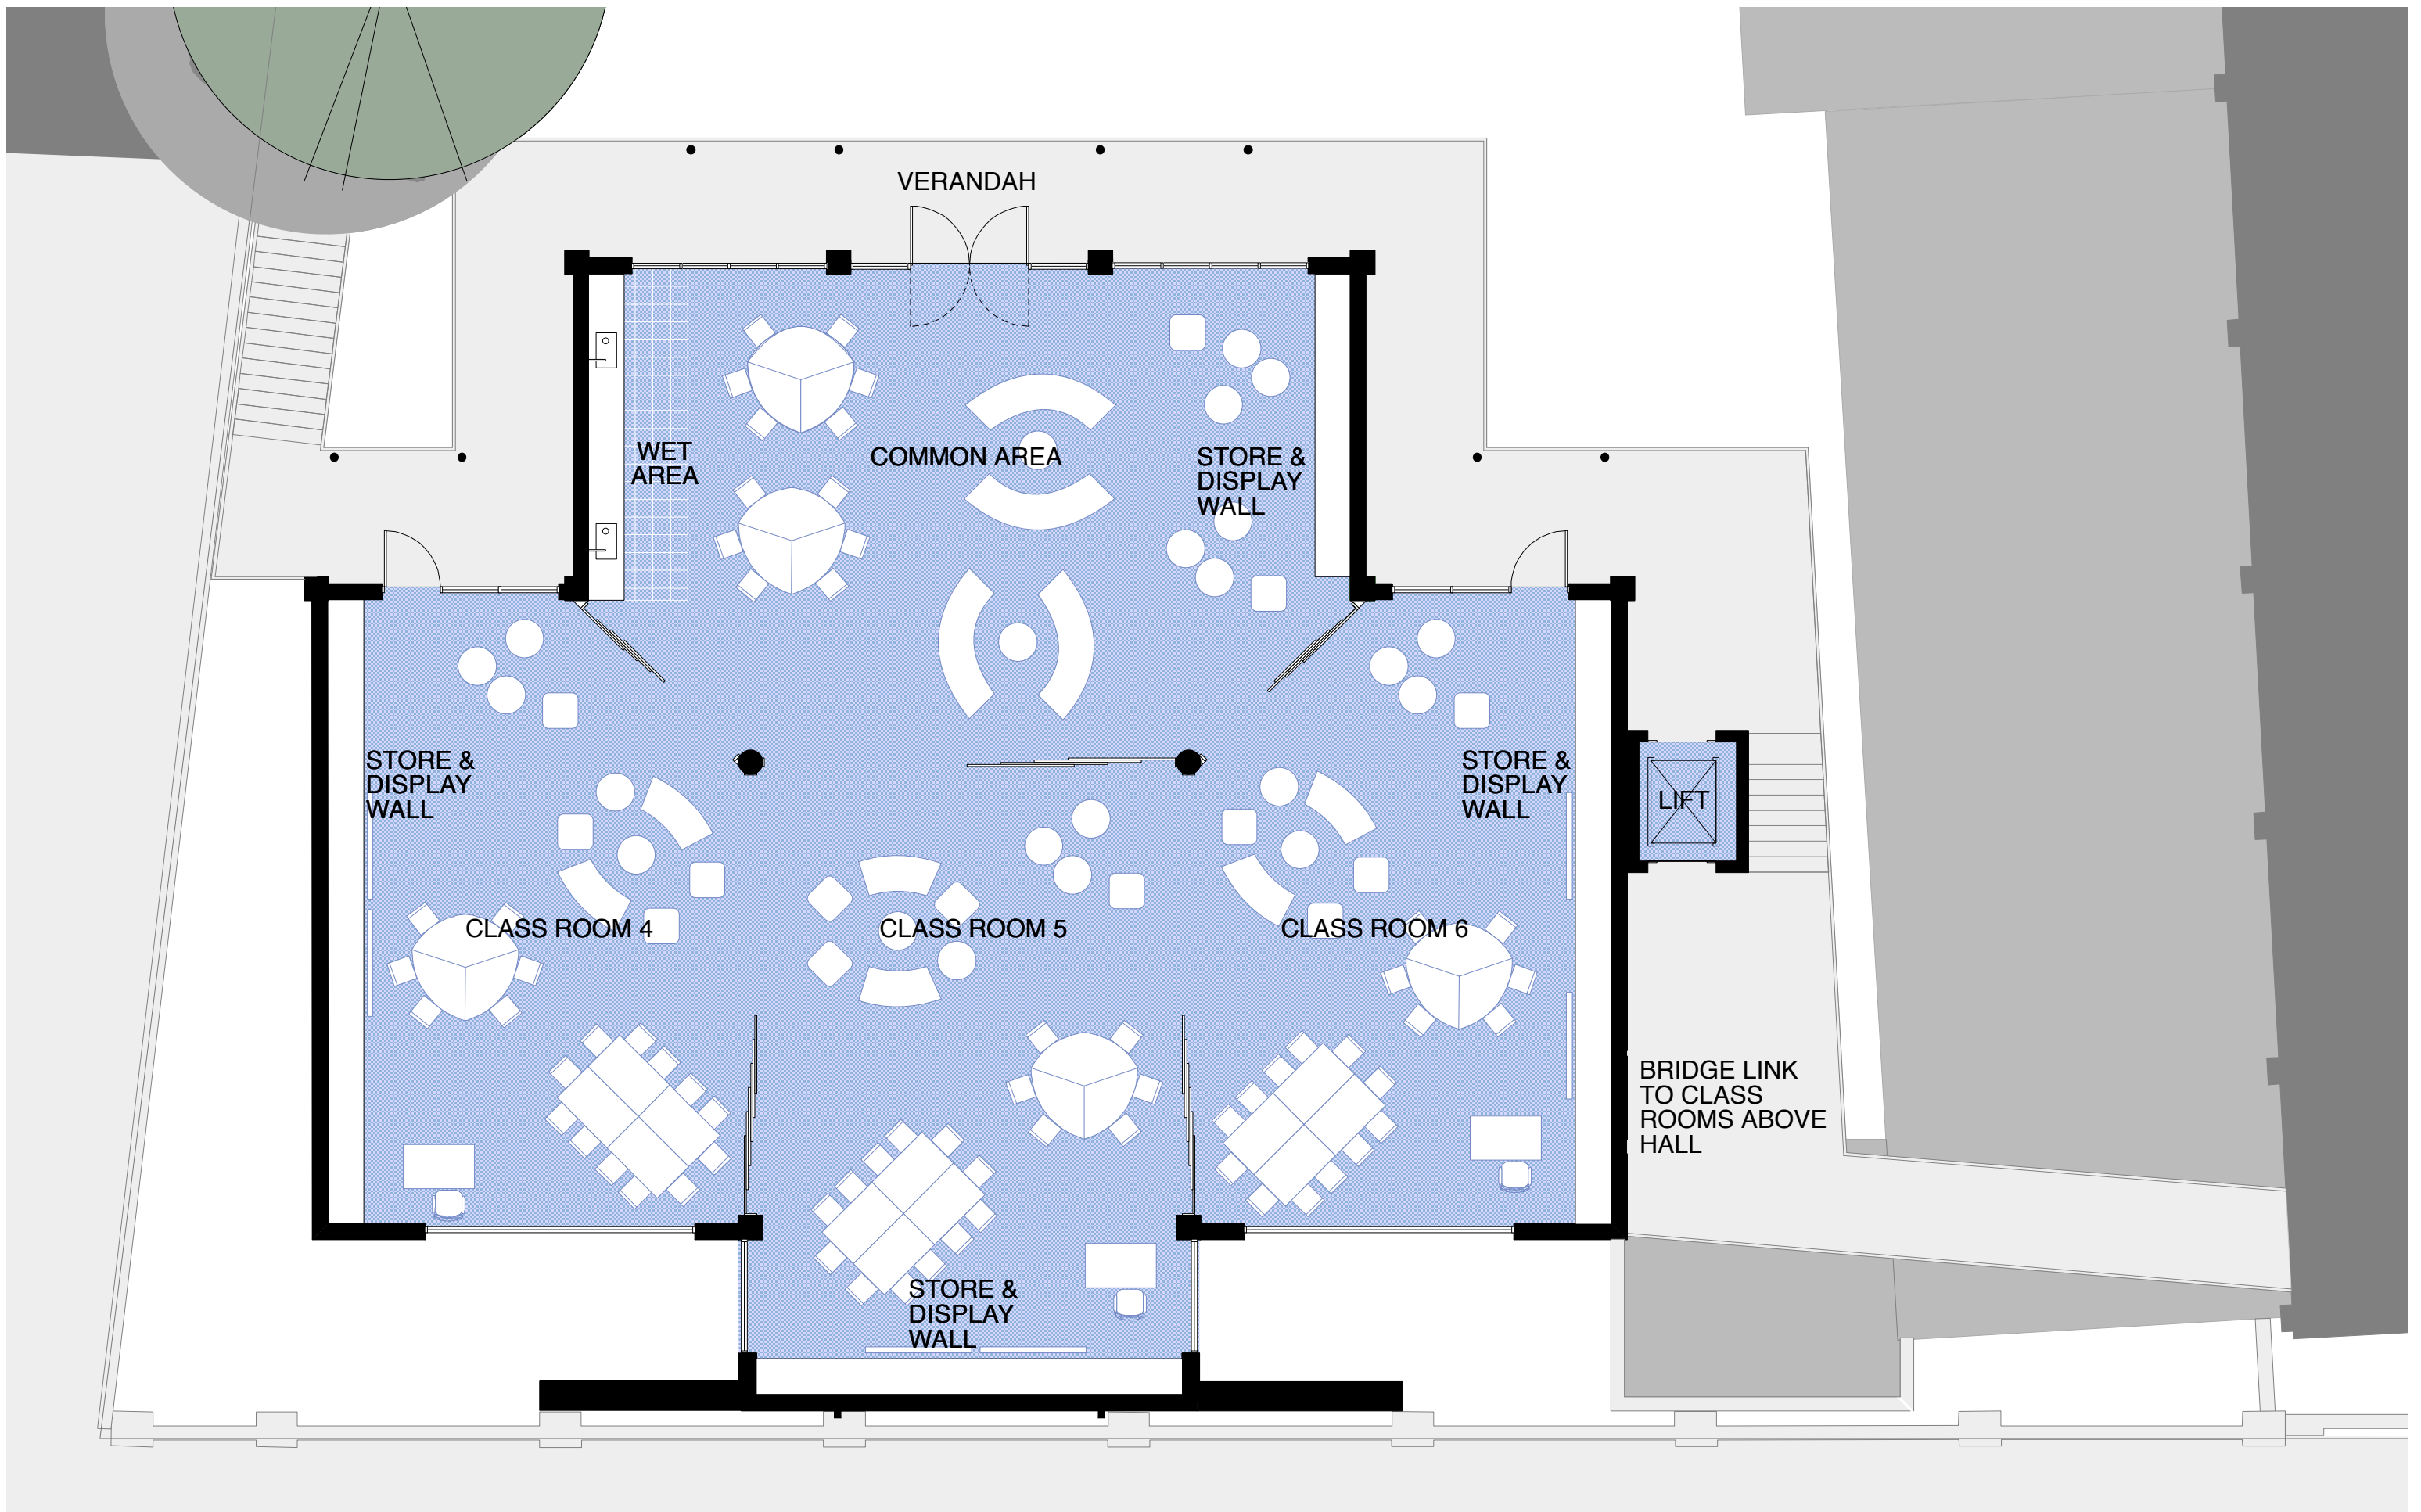 VERANDAH
WET
AREA
COMMON AREA
STORE &
DISPLAY
WALL
STORE &
DISPLAY
WALL
STORE &
DISPLAY
WALL
LIFT
CLASS ROOM 4
CLASS ROOM 5
CLASS ROOM 6
BRIDGE LINK
TO CLASS
ROOMS ABOVE
HALL
STORE &
DISPLAY
WALL